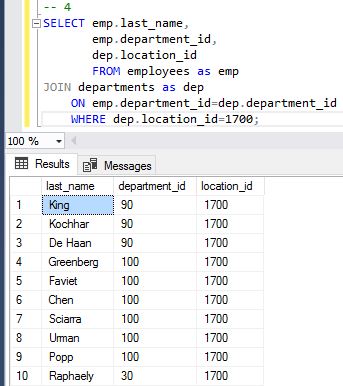 -- 4
SELECT emp.last_name,
emp.department_id,
dep.location_id
FROM employees as emp
JOIN departments as dep
ON emp.department_id=dep.department_id
WHERE dep.location_id=1700;
100 %
Results Messages
last_name department_id location_id
1 King 90 1700
2 Kochhar 90 1700
3 De Haan 90 1700
4 Greenberg 100 1700
5 Faviet 100 1700
6 Chen 100 1700
7 Sciarra 100 1700
8 Urman 100 1700
9 Popp 100 1700
10 Raphaely 30 1700